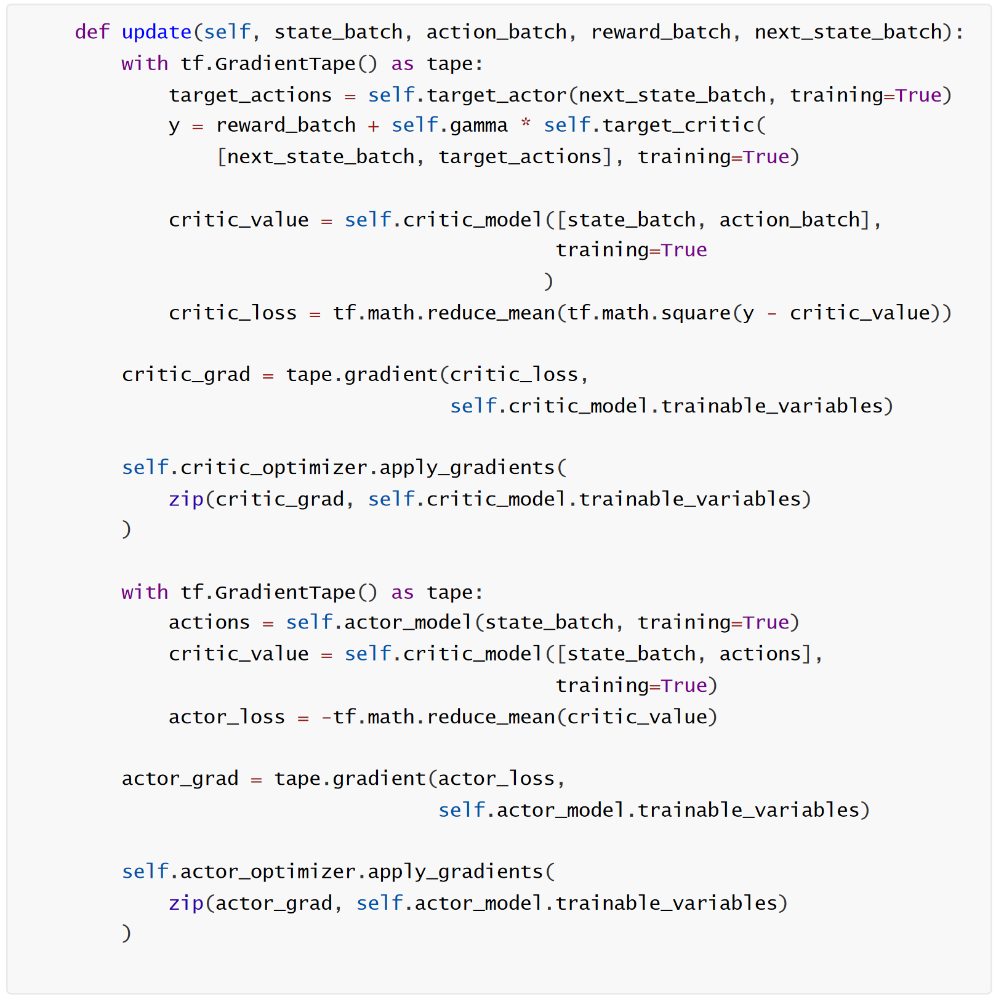 def update(self, state_batch, action_batch, reward_batch, next_state_batch):
with tf.GradientTape() as tape:
target_actions = self.target_actor(next_state_batch, training=True)
y = reward_batch + self.gamma * self.target_critic(
[next_state_batch, target_actions], training=True)
critic_value = self.critic_model([state_batch, action_batch],
training=True
)
critic_loss = tf.math.reduce_mean(tf.math.square(y - critic_value))
critic_grad = tape.gradient(critic_loss,
self.critic_model.trainable_variables)
self.critic_optimizer.apply_gradients(
zip(critic_grad, self.critic_model.trainable_variables)
)
with tf.GradientTape() as tape:
actions = self.actor_model(state_batch, training=True)
critic_value = self.critic_model([state_batch, actions],
training=True)
actor_loss = -tf.math.reduce_mean(critic_value)
actor_grad = tape.gradient(actor_loss,
self.actor_model.trainable_variables)
self.actor_optimizer.apply_gradients(
zip(actor_grad, self.actor_model.trainable_variables)
)